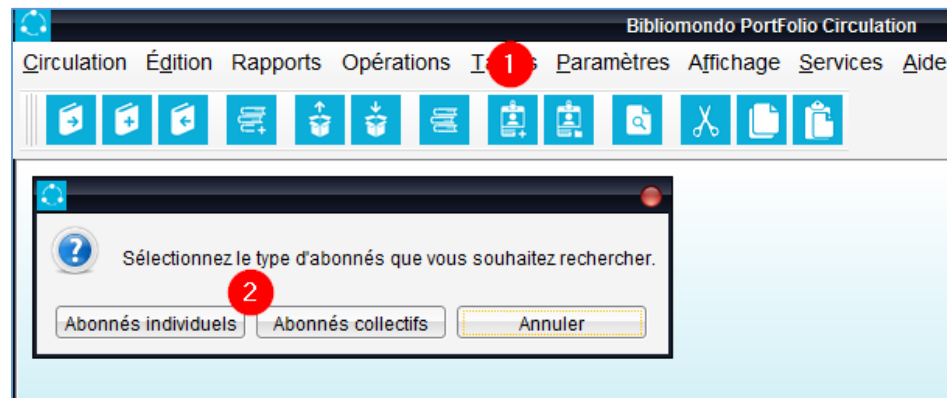 Bibliomondo PortFolio Circulation
Circulation Édition Rapports Opérations Paramètres Affichage Services Aide
1
?
Sélectionnez le type d'abonnés que vous souhaitez rechercher.
2
Abonnés individuels Abonnés collectifs Annuler